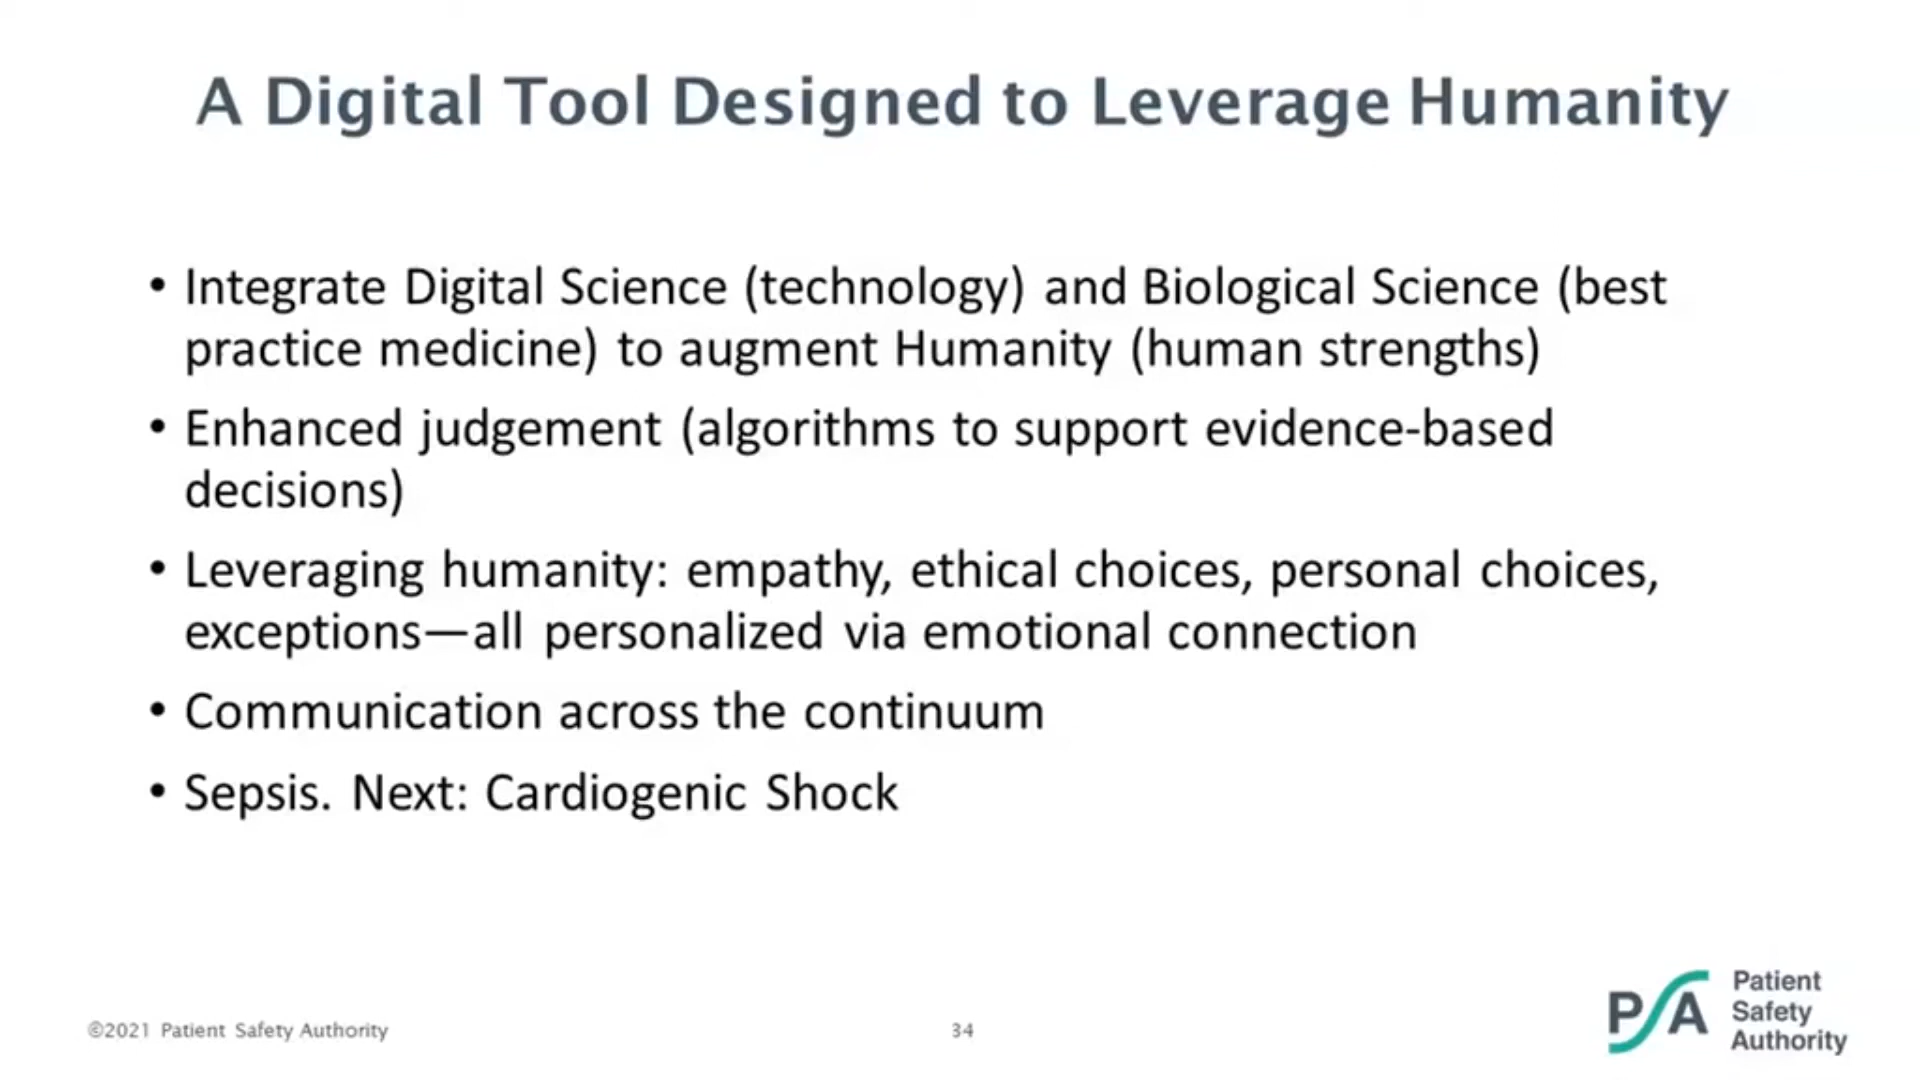 A Digital Tool Designed to Leverage Humanity
• Integrate Digital Science (technology) and Biological Science (best
practice medicine) to augment Humanity (human strengths)
• Enhanced judgement (algorithms to support evidence-based
decisions)
• Leveraging humanity: empathy, ethical choices, personal choices,
exceptions—all personalized via emotional connection
• Communication across the continuum
• Sepsis. Next: Cardiogenic Shock
©2021 Patient Safety Authority
34
PSA
Patient
Safety
Authority